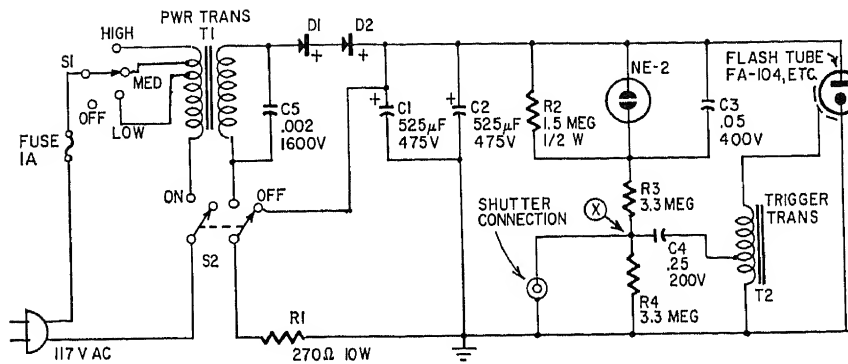 PWR TRANS
T1
HIGH
S1
MED
OFF
LOW
FUSE
1A
D1
+
D2
+
C5
.002
1600V
+
C1
525µF
475V
+
C2
525µF
475V
R2
1.5 MEG
1/2 W
NE-2
C3
.05
400V
FLASH TUBE
FA-104, ETC.
ON
OFF
S2
SHUTTER
CONNECTION
X
R3
3.3 MEG
C4
.25
200V
R4
3.3 MEG
TRIGGER
TRANS
T2
R1
270Ω 10W
117V AC